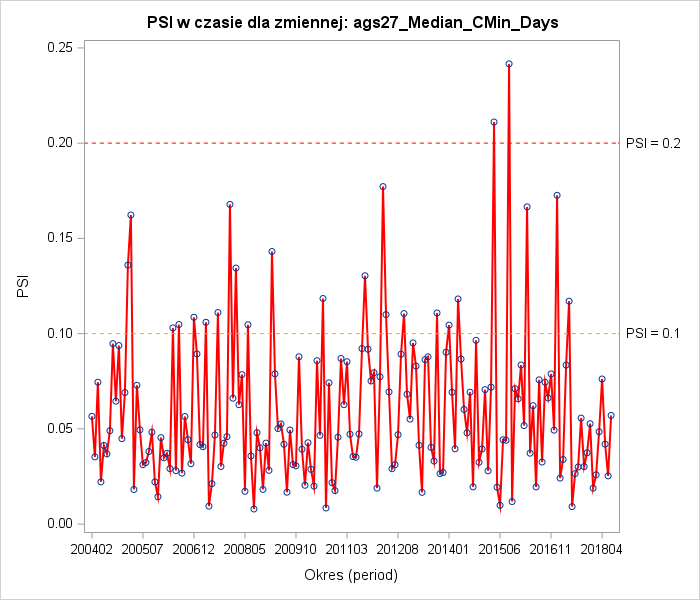 PSI w czasie dla zmiennej: ags27_Median_CMin_Days
0.25
0.20
0.15
0.10
0.05
0.00
PSI
PSI = 0.2
PSI = 0.1
200402 200507 200612 200805 200910 201103 201208 201401 201506 201611 201804
Okres (period)